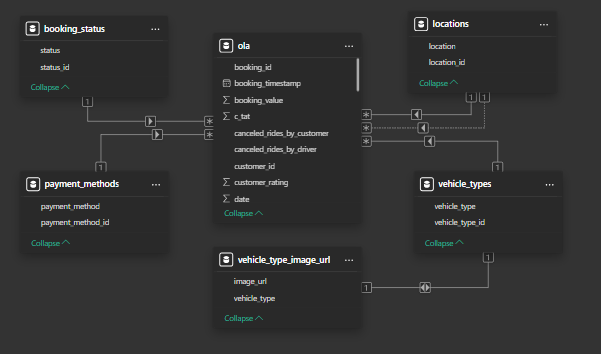 booking_status
status
status_id
Collapse
ola
booking_id
booking_timestamp
booking_value
c_tat
canceled_rides_by_customer
canceled_rides_by_driver
customer_id
customer_rating
date
Collapse
locations
location
location_id
Collapse
1
1
1
*
*
*
*
*
1
1
payment_methods
payment_method
payment_method_id
Collapse
vehicle_types
vehicle_type
vehicle_type_id
Collapse
1
vehicle_type_image_url
image_url
vehicle_type
Collapse
1